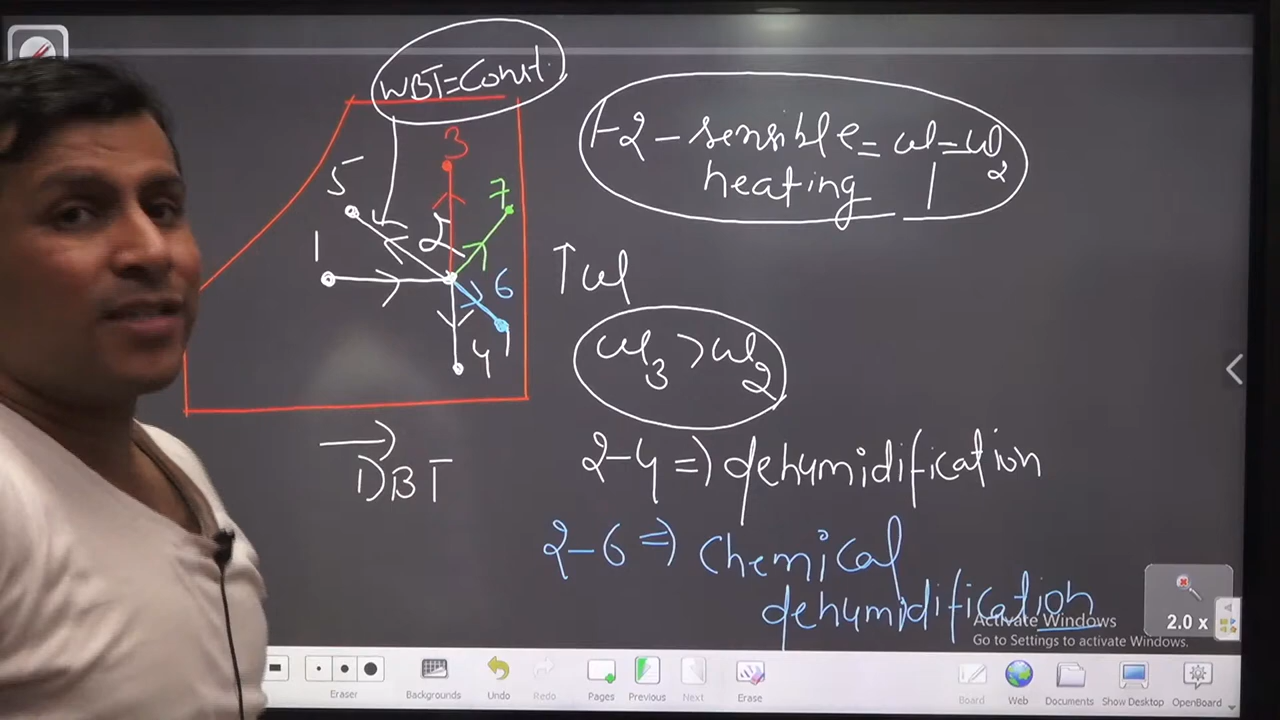 WBT=Const.
1-2 - sensible = ω1=ω2
heating
3
5
7
2
1
6
4
↑ω
ω3 > ω2
DBT
2-4 ⇒ dehumidification
2-6 ⇒ Chemical
dehumidification
Activate Windows
Go to Settings to activate Windows.
2.0 x
Eraser
Backgrounds
Undo
Redo
Pages
Previous
Next
Erase
Board
Web
Documents
Show Desktop
OpenBoard